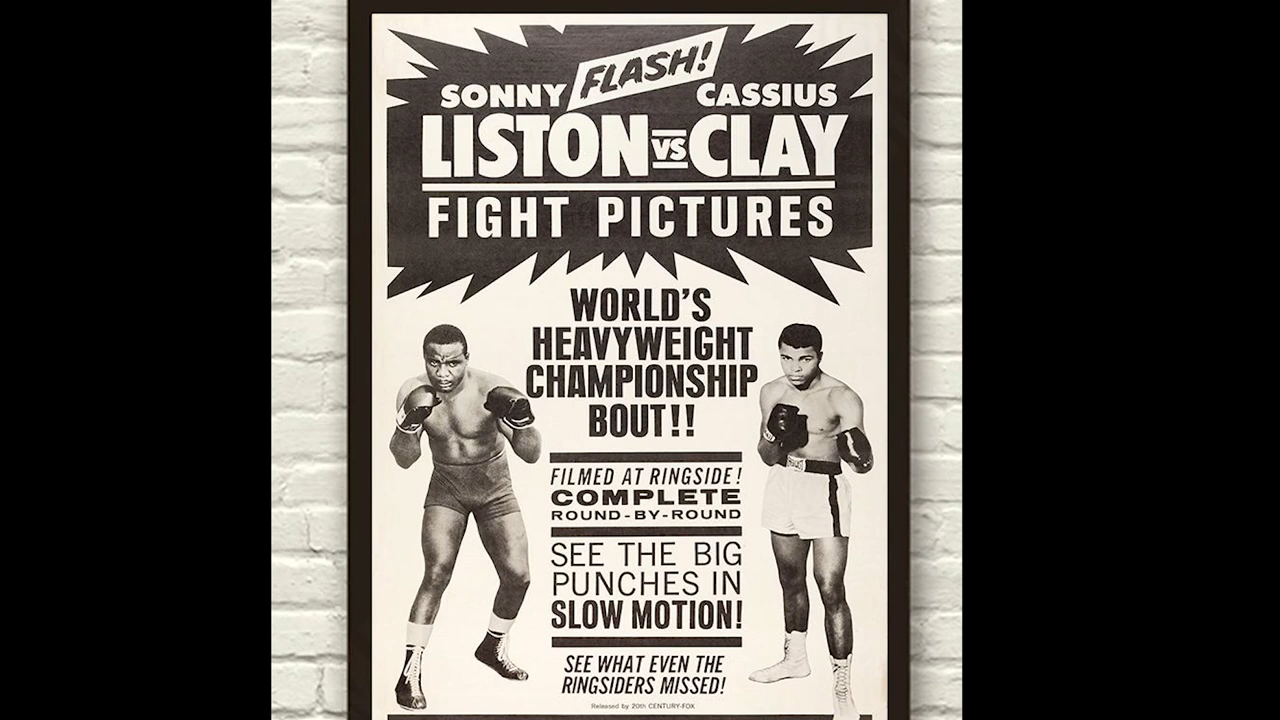 FLASH!
SONNY CASSIUS
LISTON VS CLAY
FIGHT PICTURES
WORLD'S
HEAVYWEIGHT
CHAMPIONSHIP
BOUT!!
FILMED AT RINGSIDE!
COMPLETE
ROUND-BY-ROUND
SEE THE BIG
PUNCHES IN
SLOW MOTION!
SEE WHAT EVEN THE
RINGSIDERS MISSED!
Released by 20th CENTURY-FOX